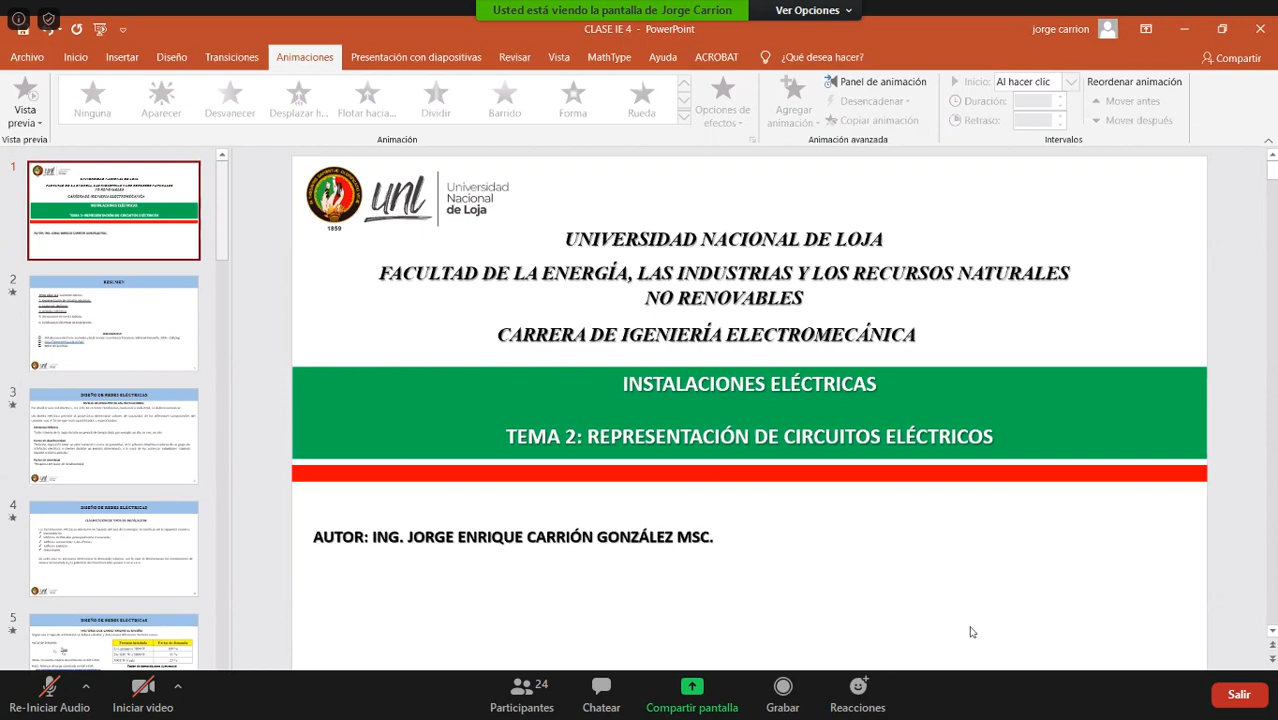 Usted está viendo la pantalla de Jorge Carrion
Ver Opciones
CLASE IE 4 - PowerPoint
jorge carrion
Archivo
Inicio
Insertar
Diseño
Transiciones
Animaciones
Presentación con diapositivas
Revisar
Vista
MathType
Ayuda
ACROBAT
¿Qué desea hacer?
Compartir
Vista
previa
Vista previa
Ninguna
Aparecer
Desvanecer
Desplazar h...
Flotar hacia...
Dividir
Barrido
Forma
Rueda
Animación
Opciones de
efectos
Agregar
animación
Panel de animación
Desencadenar
Copiar animación
Animación avanzada
Inicio: Al hacer clic
Duración:
Retraso:
Reordenar animación
Mover antes
Mover después
Intervalos
1
2
RESUMEN
3
DISEÑO DE REDES ELÉCTRICAS
4
DISEÑO DE REDES ELÉCTRICAS
5
DISEÑO DE REDES ELÉCTRICAS
1859
unl
Universidad
Nacional
de Loja
UNIVERSIDAD NACIONAL DE LOJA
FACULTAD DE LA ENERGÍA, LAS INDUSTRIAS Y LOS RECURSOS NATURALES
NO RENOVABLES
CARRERA DE IGENIERÍA ELECTROMECÁNICA
INSTALACIONES ELÉCTRICAS
TEMA 2: REPRESENTACIÓN DE CIRCUITOS ELÉCTRICOS
AUTOR: ING. JORGE ENRIQUE CARRIÓN GONZÁLEZ MSC.
Re-Iniciar Audio
Iniciar video
24
Participantes
Chatear
Compartir pantalla
Grabar
Reacciones
Salir